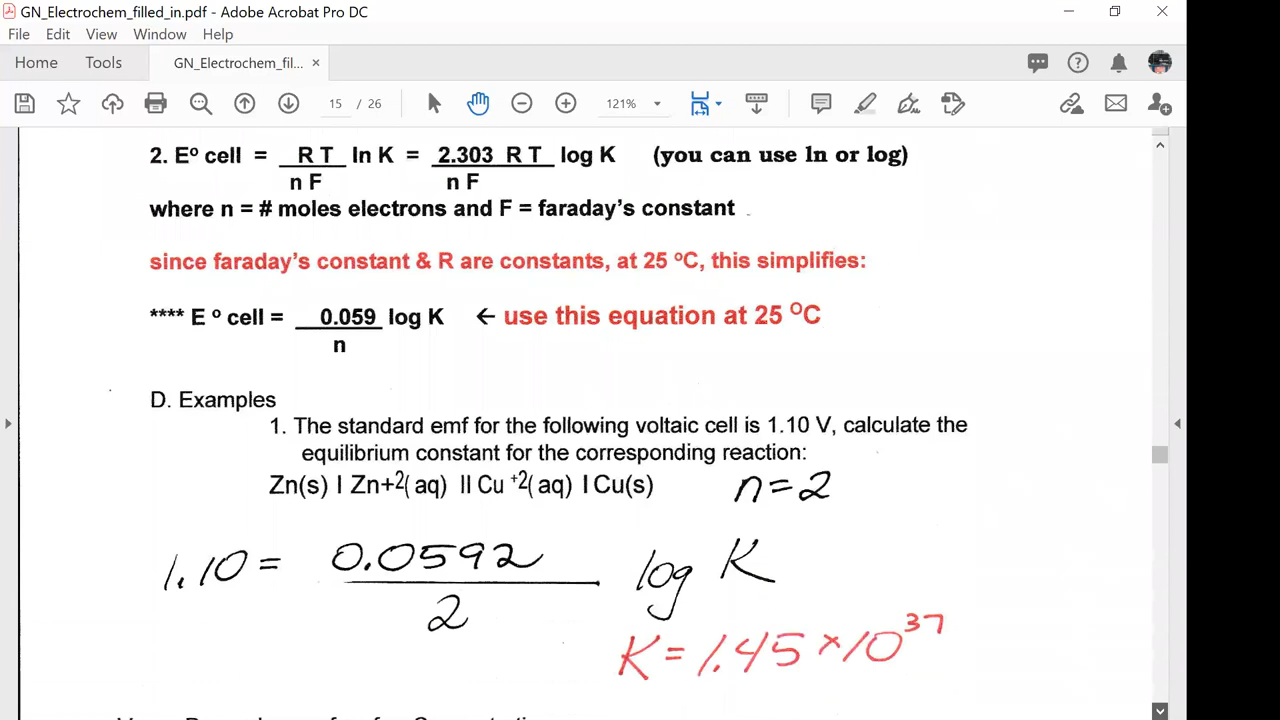 GN_Electrochem_filled_in.pdf - Adobe Acrobat Pro DC
File Edit View Window Help
Home Tools GN_Electrochem_fil... ×
15 / 26 121%
2. Eº cell = R T ln K = 2.303 R T log K (you can use ln or log)
n F n F
where n = # moles electrons and F = faraday's constant
since faraday's constant & R are constants, at 25 ºC, this simplifies:
**** E º cell = 0.059 log K ← use this equation at 25 ºC
n
D. Examples
1. The standard emf for the following voltaic cell is 1.10 V, calculate the
equilibrium constant for the corresponding reaction:
Zn(s) I Zn+2( aq) II Cu +2( aq) I Cu(s) n=2
1.10 = 0.0592 log K
2
K = 1.45 × 10^37